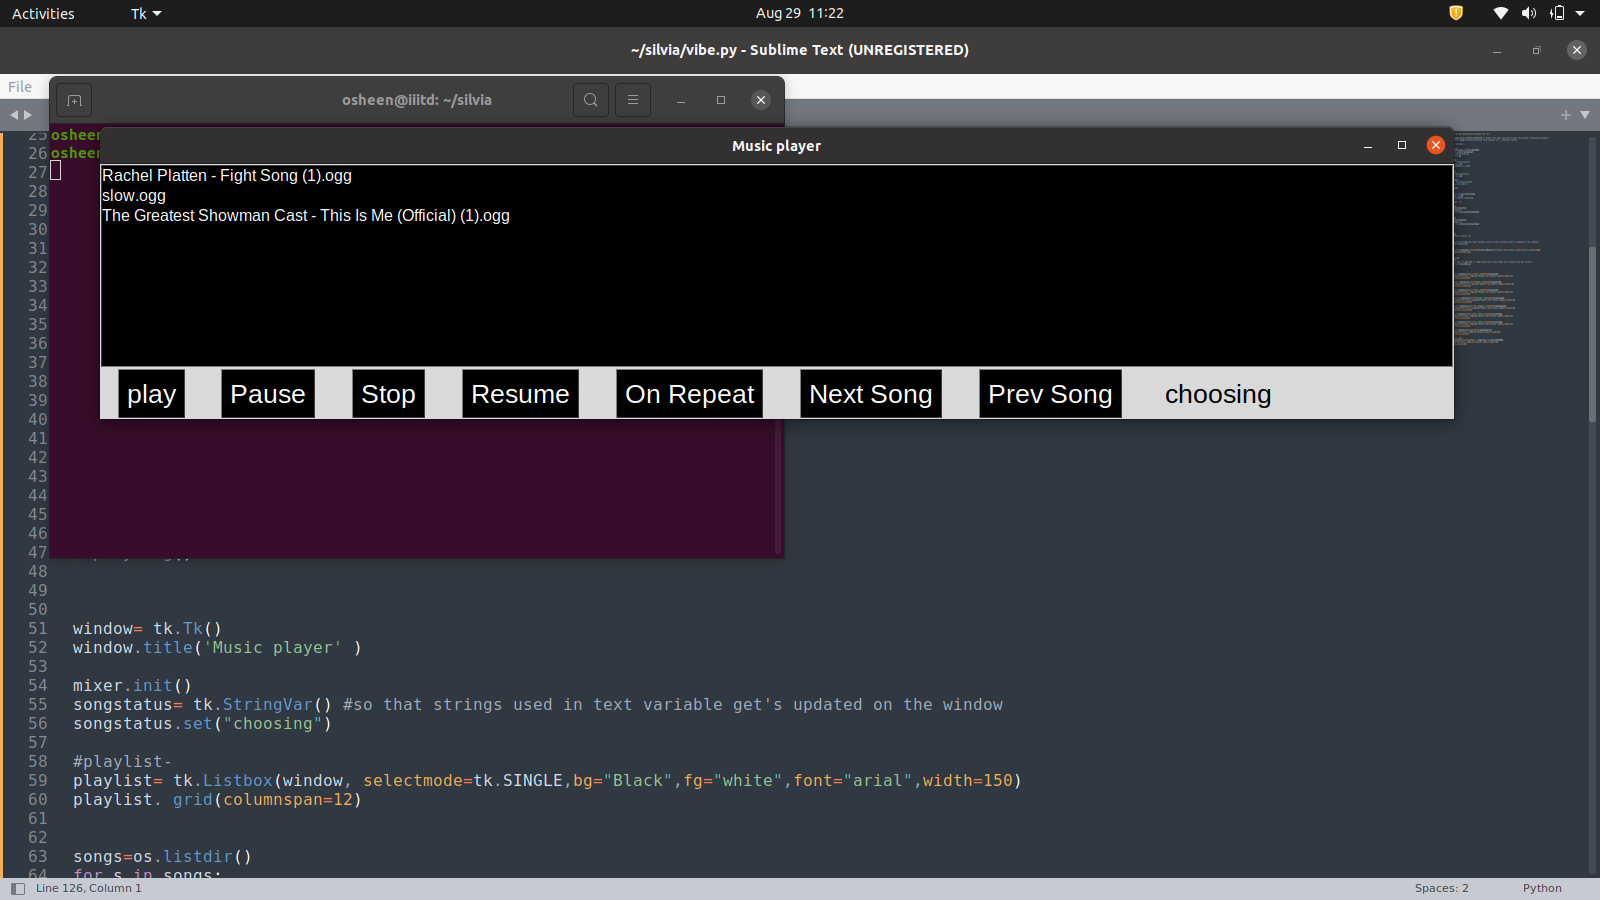 Activities Tk Aug 29 11:22
~/silvia/vibe.py - Sublime Text (UNREGISTERED)
File
osheen@iiitd: ~/silvia
Music player
Rachel Platten - Fight Song (1).ogg
slow.ogg
The Greatest Showman Cast - This Is Me (Official) (1).ogg
play Pause Stop Resume On Repeat Next Song Prev Song choosing
25 osheen
26 osheen
27
28
29
30
31
32
33
34
35
36
37
38
39
40
41
42
43
44
45
46
47
48
49
50
51 window= tk.Tk()
52 window.title('Music player' )
53
54 mixer.init()
55 songstatus= tk.StringVar() #so that strings used in text variable get's updated on the window
56 songstatus.set("choosing")
57
58 #playlist-
59 playlist= tk.Listbox(window, selectmode=tk.SINGLE,bg="Black",fg="white",font="arial",width=150)
60 playlist. grid(columnspan=12)
61
62
63 songs=os.listdir()
64 for s in songs:
Line 126, Column 1 Spaces: 2 Python